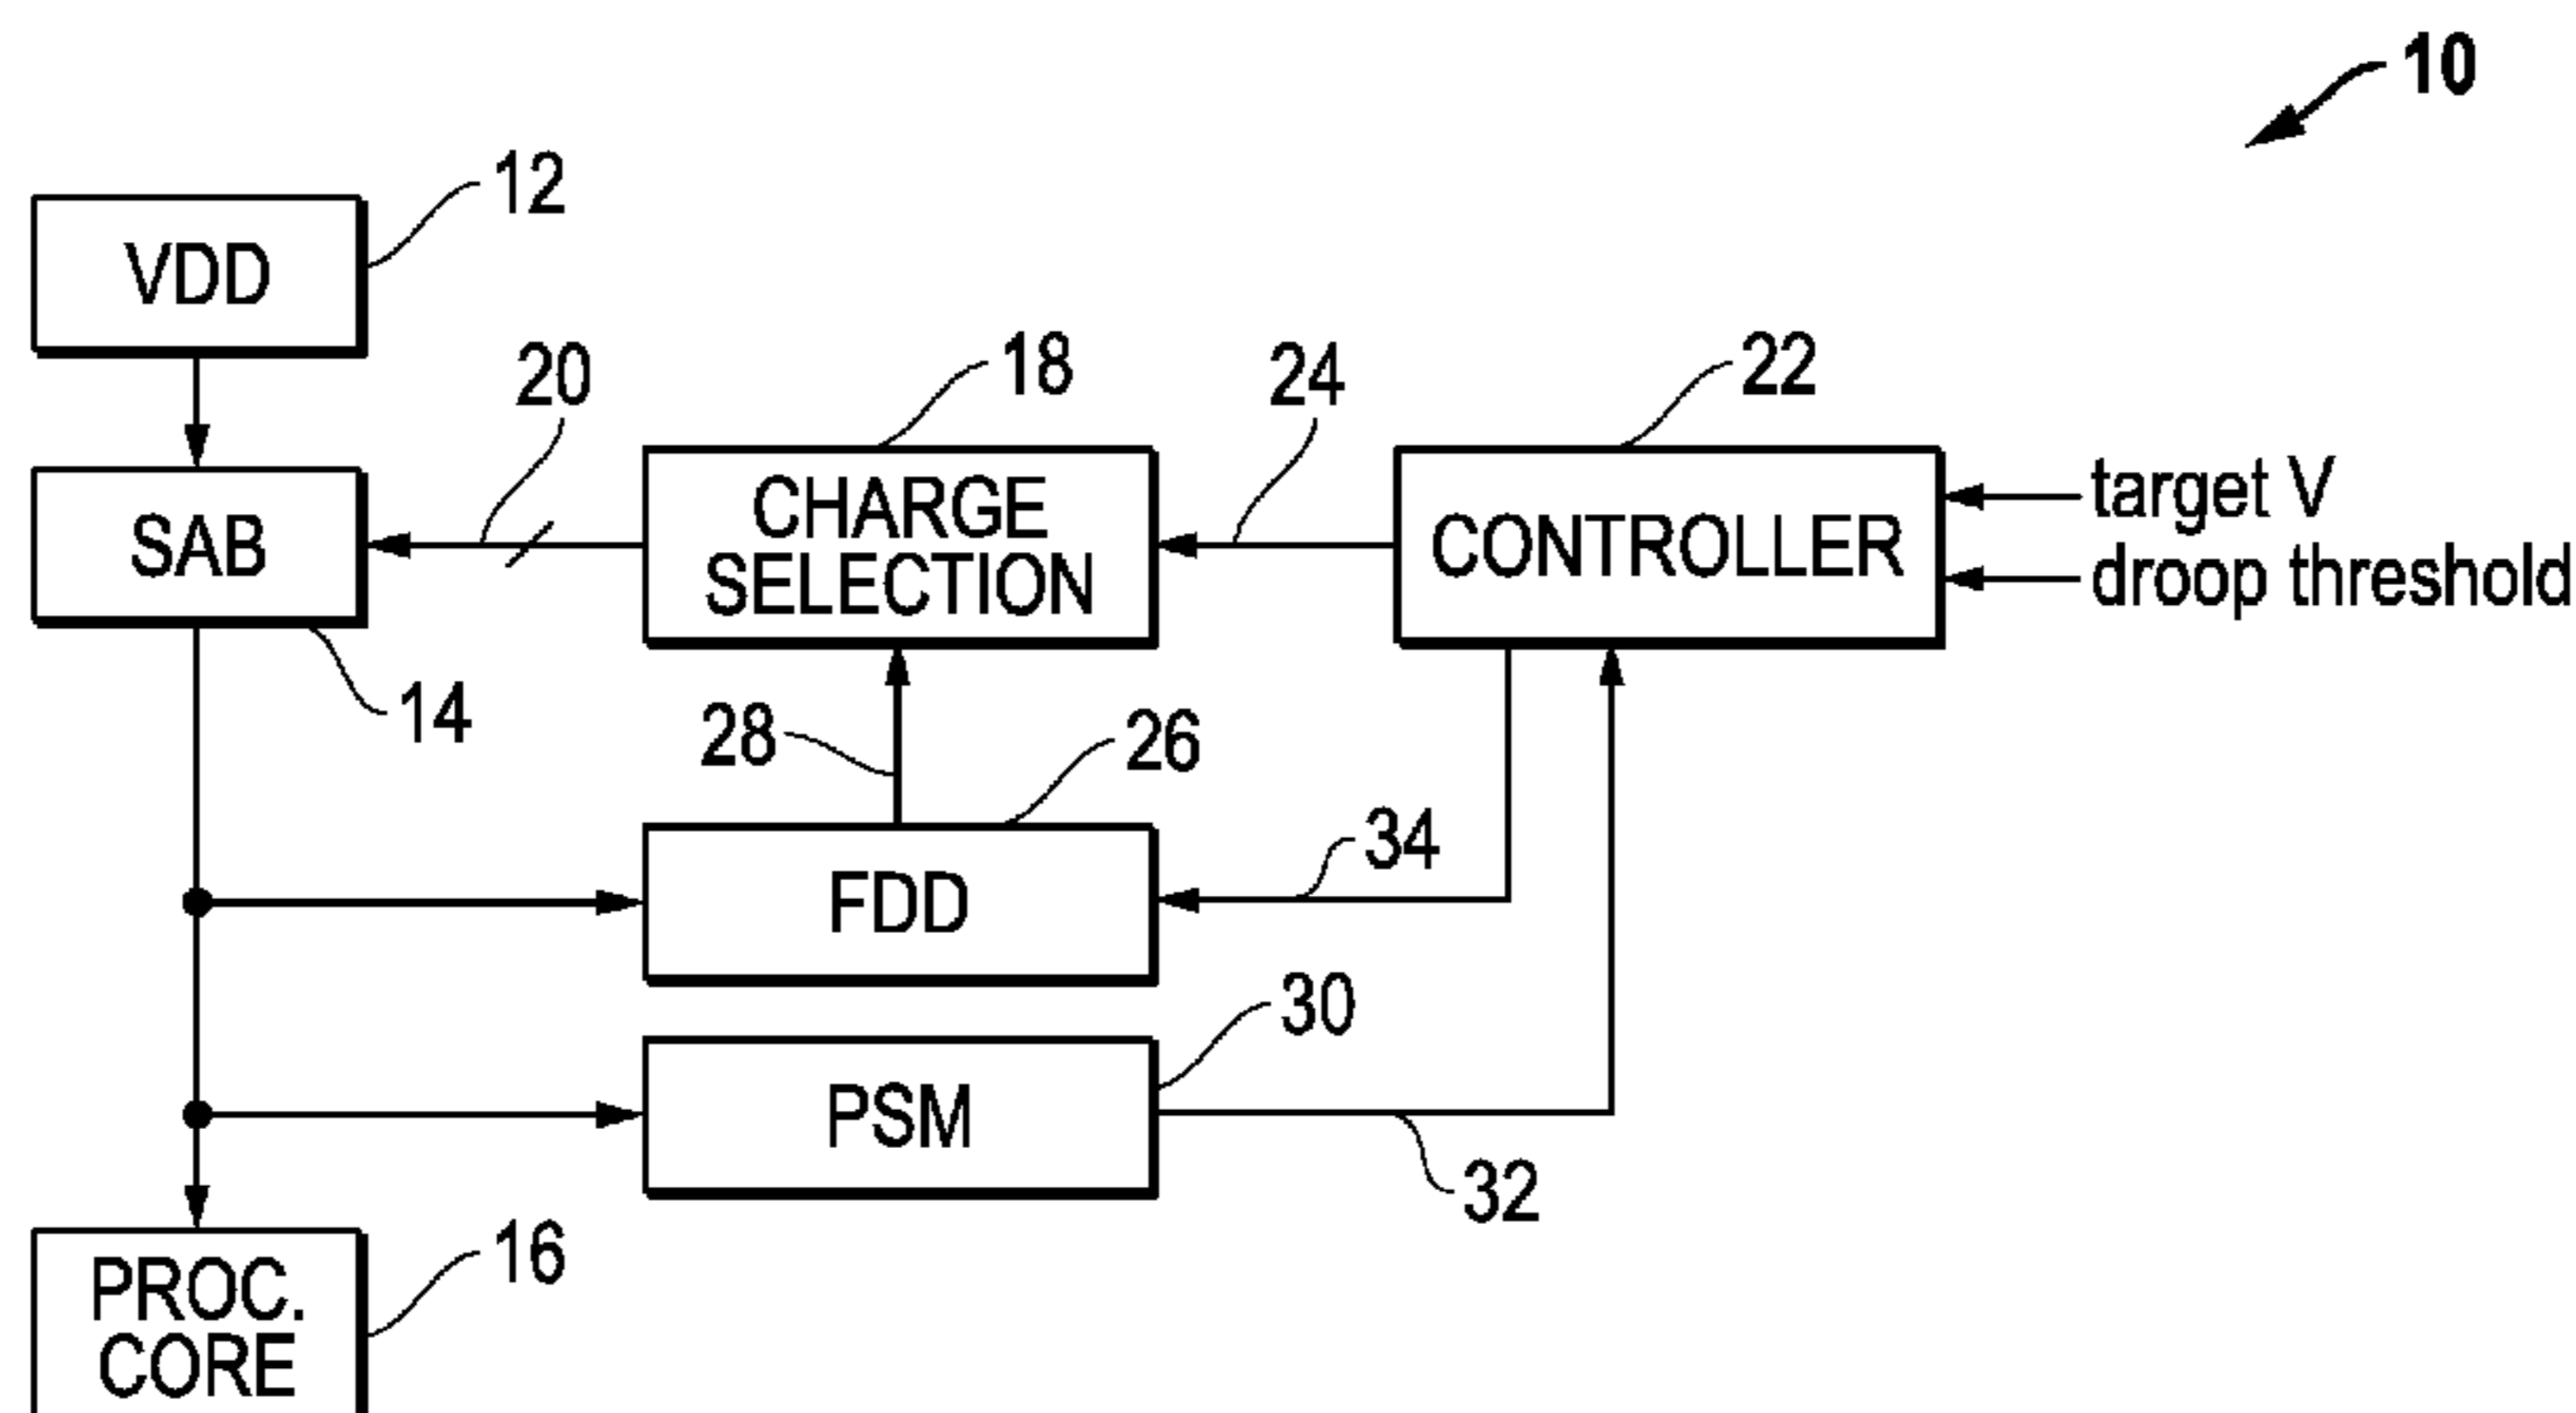 10
12
VDD
20
18
24
22
SAB
CHARGE
SELECTION
CONTROLLER
target V
droop threshold
14
28
26
34
FDD
30
PSM
32
16
PROC.
CORE